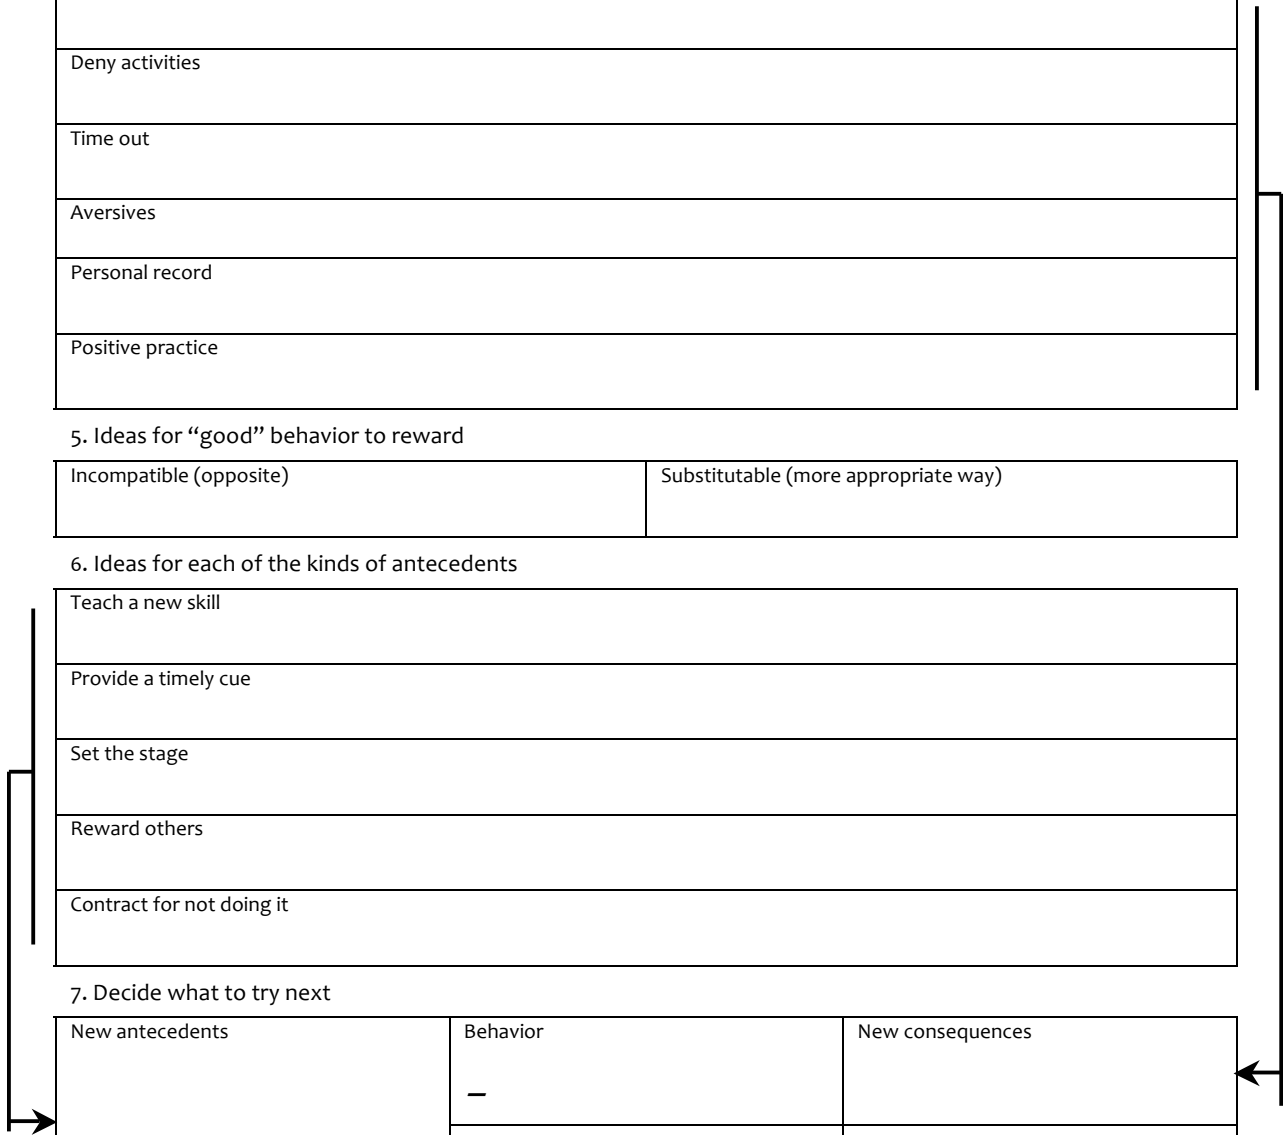 Deny activities
Time out
Aversives
Personal record
Positive practice
5. Ideas for “good” behavior to reward
Incompatible (opposite)
Substitutable (more appropriate way)
6. Ideas for each of the kinds of antecedents
Teach a new skill
Provide a timely cue
Set the stage
Reward others
Contract for not doing it
7. Decide what to try next
New antecedents
Behavior
New consequences
–